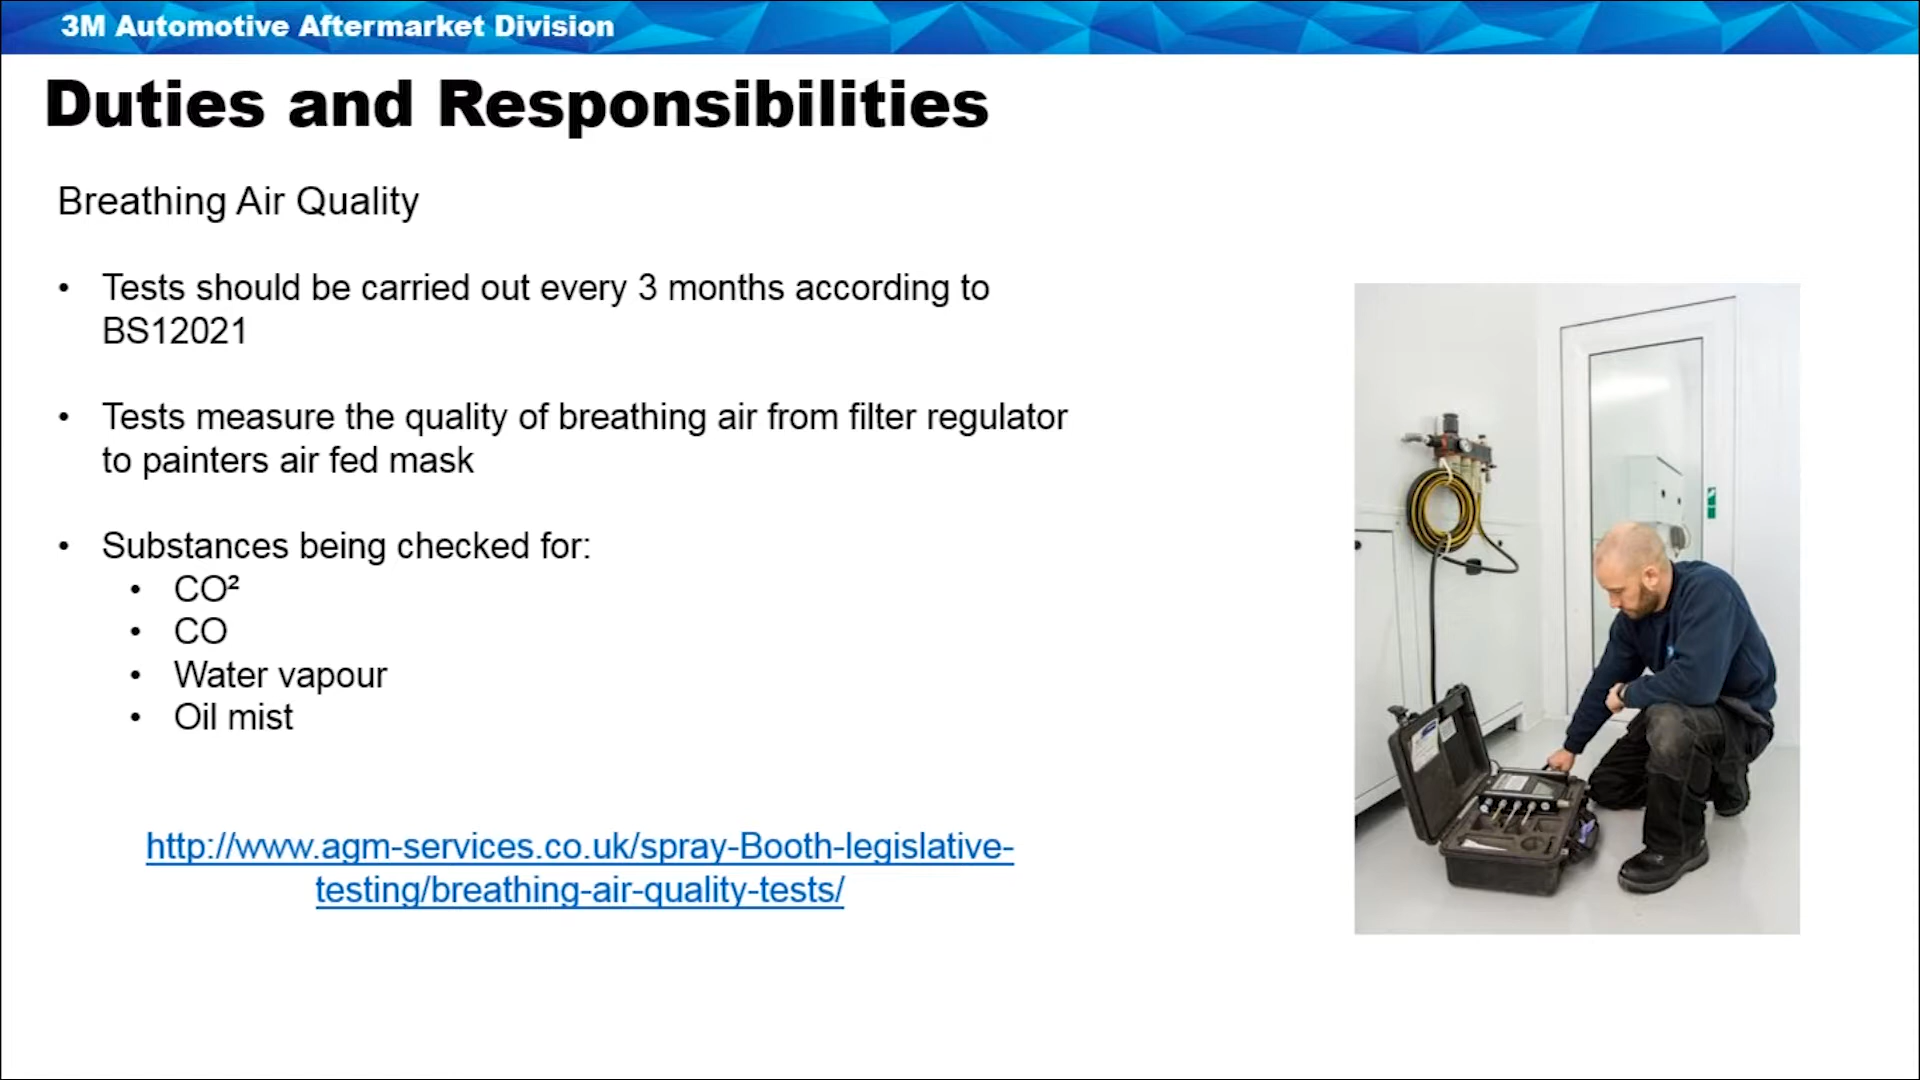 3M Automotive Aftermarket Division
Duties and Responsibilities
Breathing Air Quality
• Tests should be carried out every 3 months according to
BS12021
• Tests measure the quality of breathing air from filter regulator
to painters air fed mask
• Substances being checked for:
• CO²
• CO
• Water vapour
• Oil mist
http://www.agm-services.co.uk/spray-Booth-legislative-
testing/breathing-air-quality-tests/